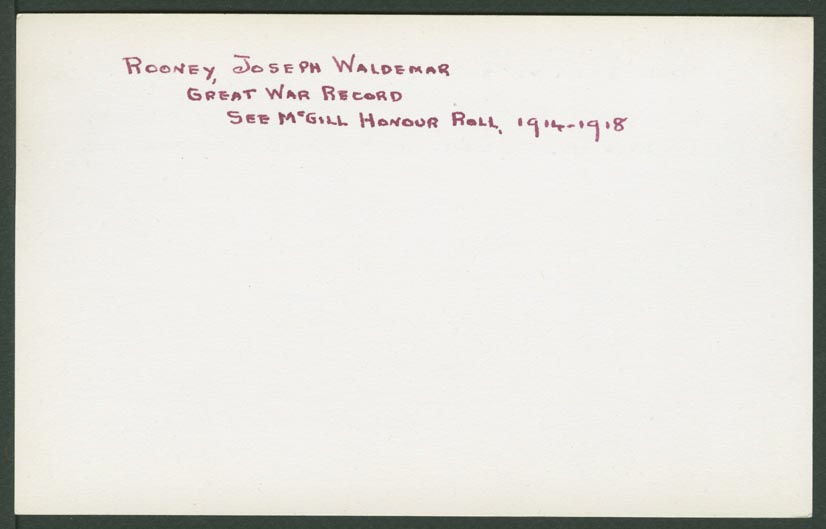 Rooney, Joseph Waldemar
Great War Record
See McGill Honour Roll, 1914-1918